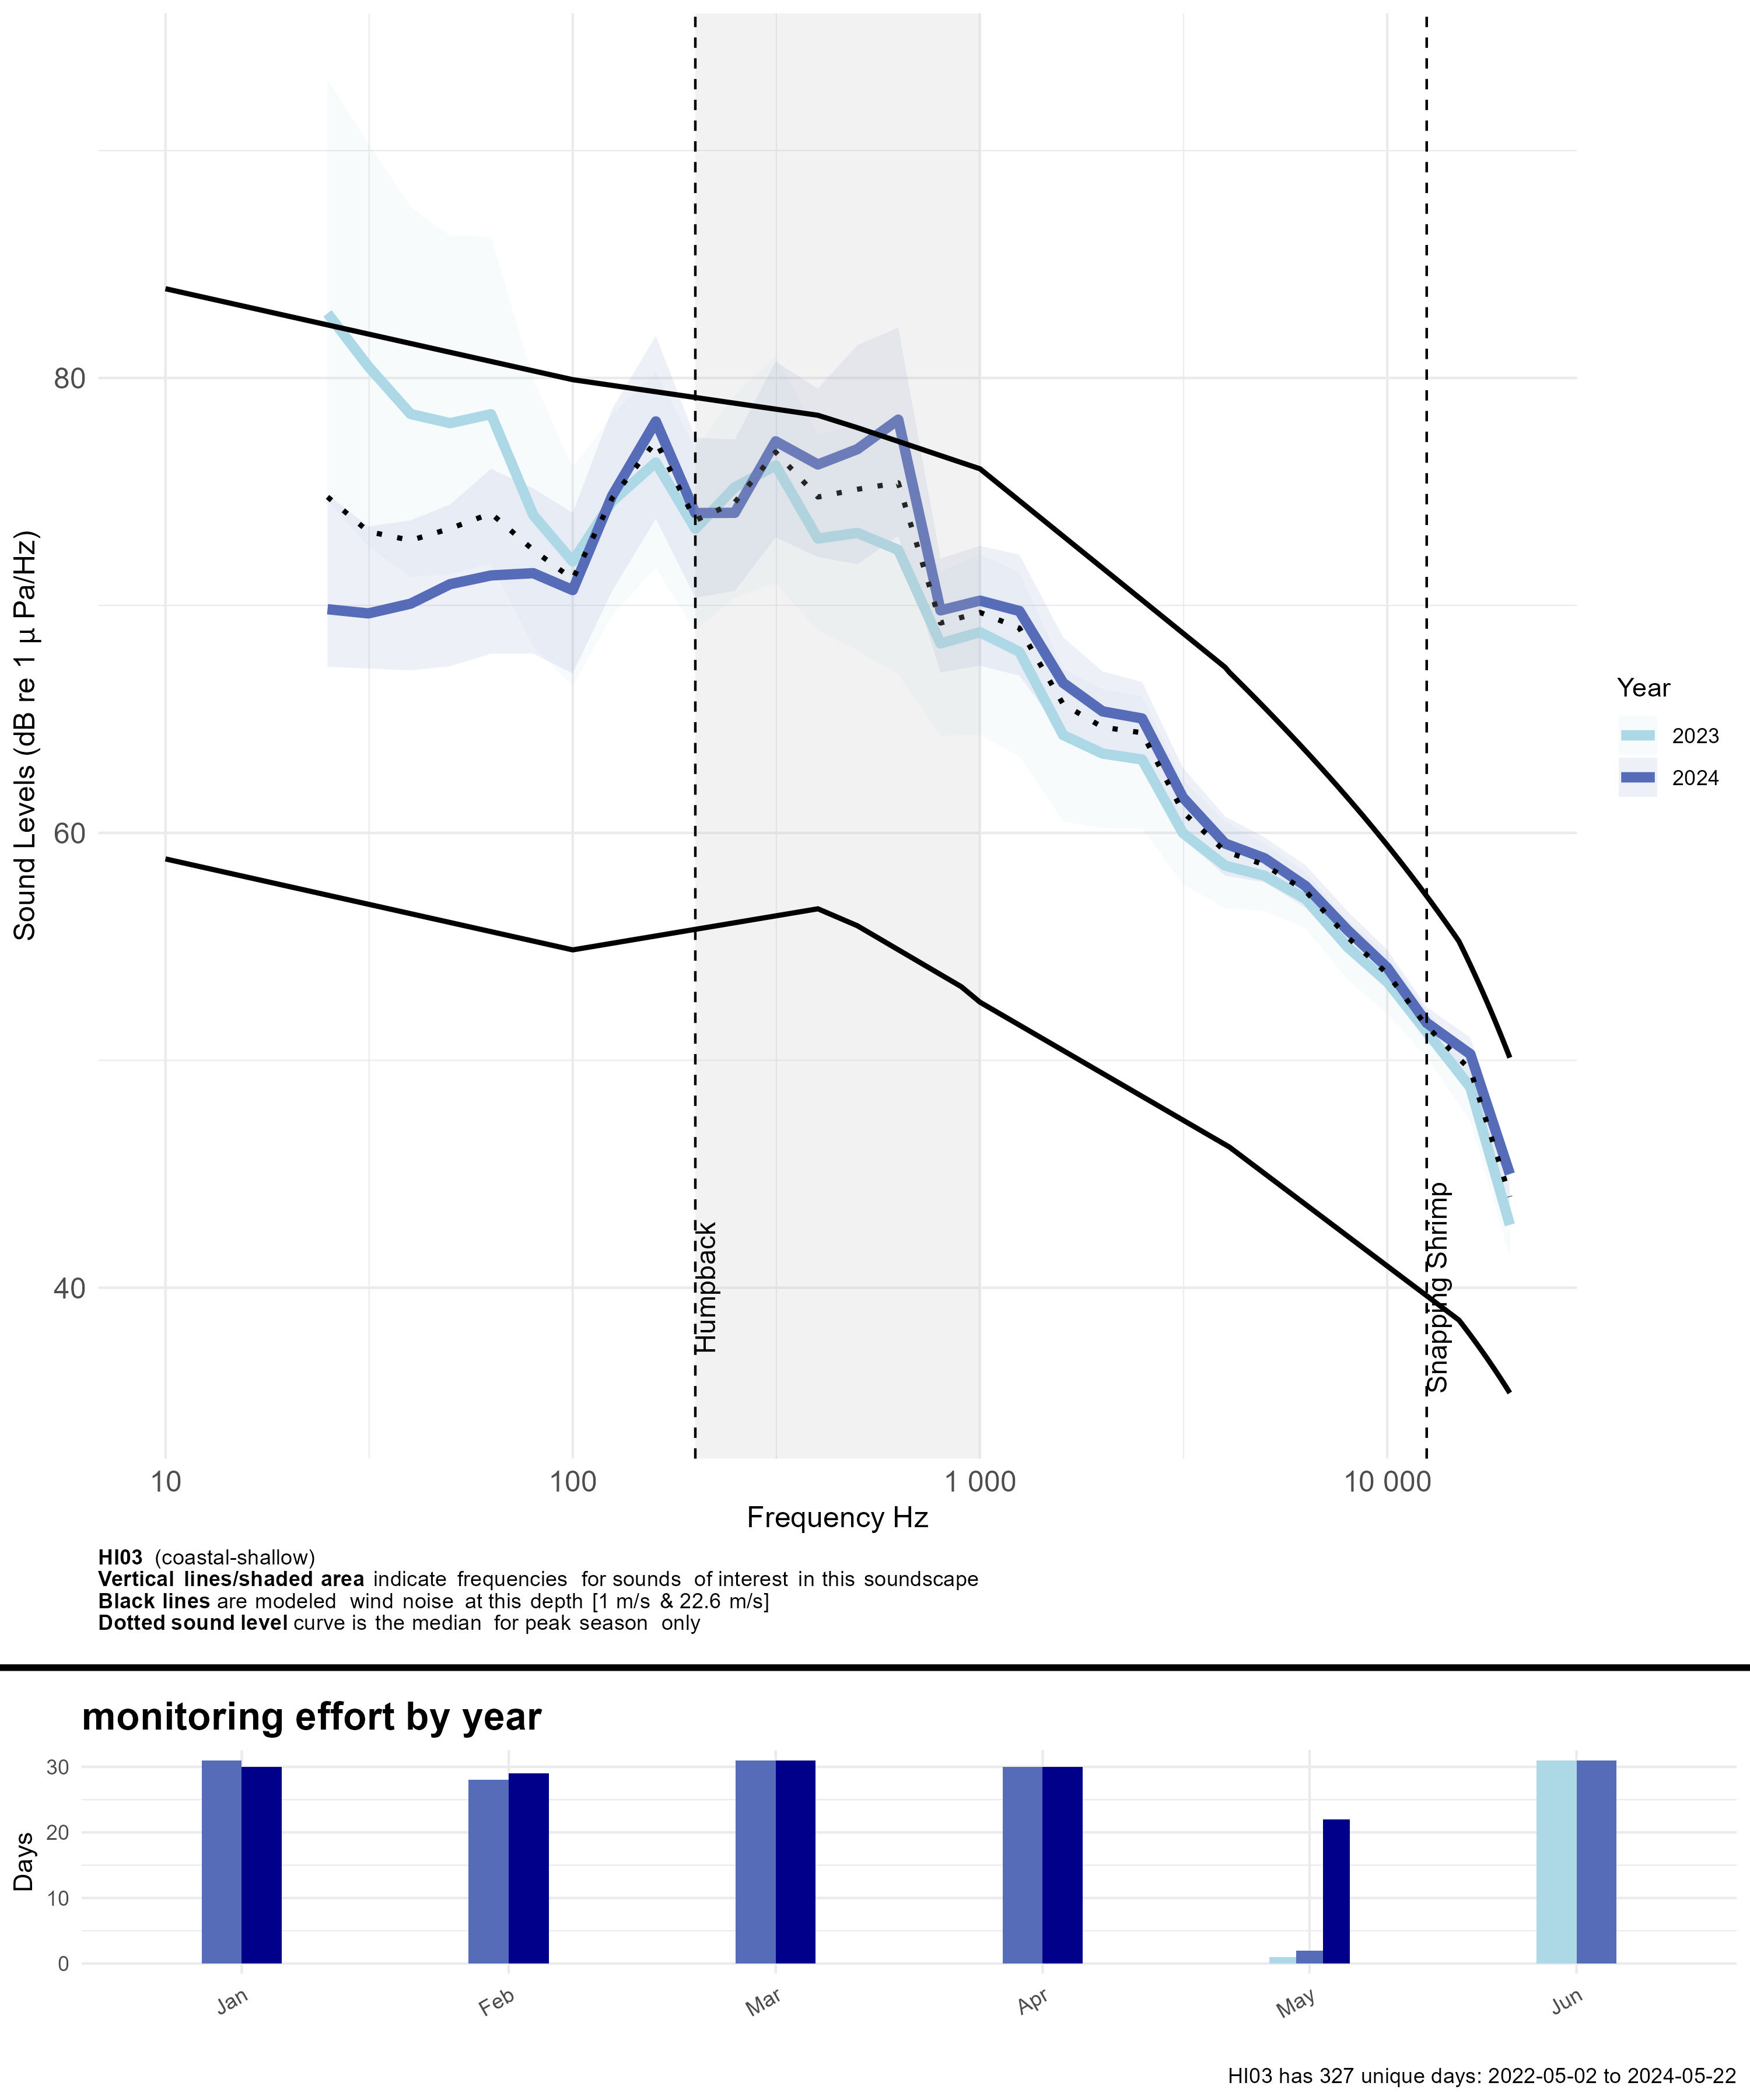 80
60
40
Sound Levels (dB re 1 µ Pa/Hz)
Humpback
Snapping Shrimp
Year
2023
2024
10 100 1 000 10 000
Frequency Hz
HI03 (coastal-shallow)
Vertical lines/shaded area indicate frequencies for sounds of interest in this soundscape
Black lines are modeled wind noise at this depth [1 m/s & 22.6 m/s]
Dotted sound level curve is the median for peak season only
monitoring effort by year
30
20
10
0
Days
Jan Feb Mar Apr May Jun
HI03 has 327 unique days: 2022-05-02 to 2024-05-22